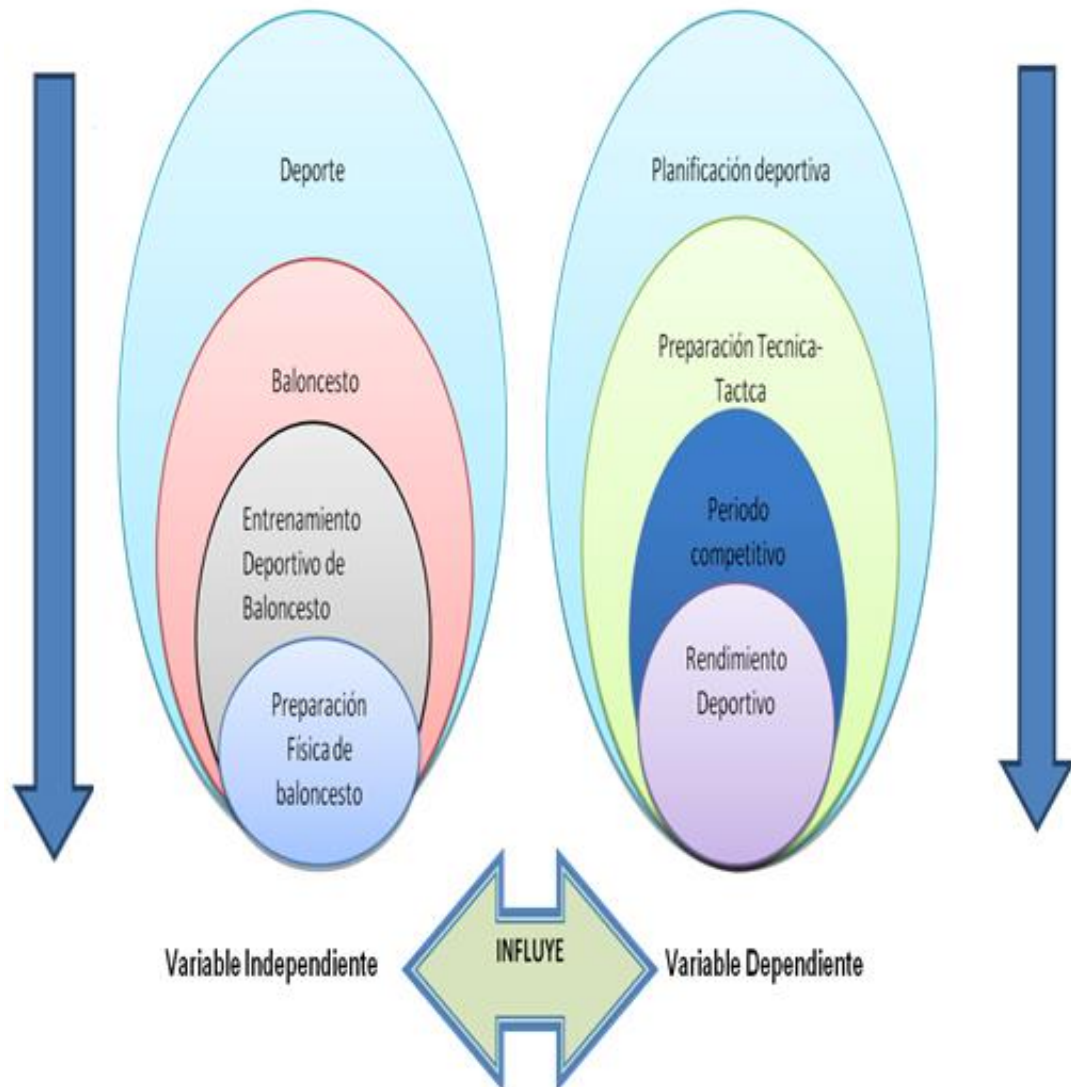 Deporte
Baloncesto
Entrenamiento
Deportivo de
Baloncesto
Preparación
Física de
baloncesto
Planificación deportiva
Preparación Tecnica-
Tactca
Periodo
competitivo
Rendimiento
Deportivo
Variable Independiente
INFLUYE
Variable Dependiente